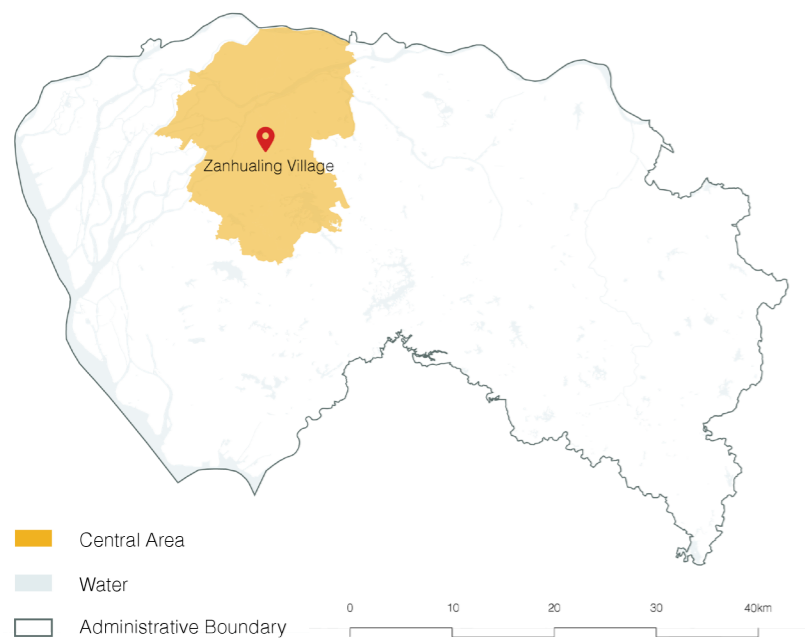 Zanhualing Village
Central Area
Water
Administrative Boundary
0 10 20 30 40km